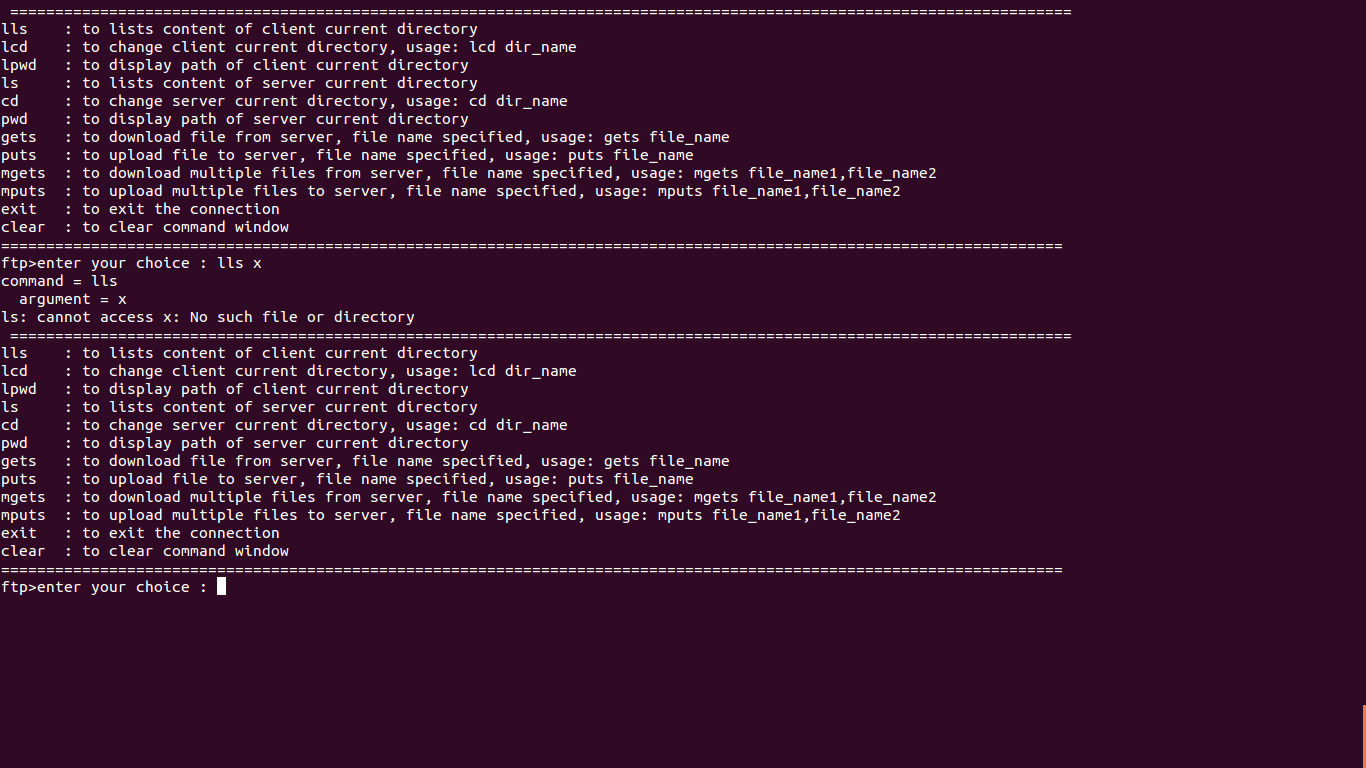 ======================================================================================================================
lls    : to lists content of client current directory
lcd    : to change client current directory, usage: lcd dir_name
lpwd   : to display path of client current directory
ls     : to lists content of server current directory
cd     : to change server current directory, usage: cd dir_name
pwd    : to display path of server current directory
gets   : to download file from server, file name specified, usage: gets file_name
puts   : to upload file to server, file name specified, usage: puts file_name
mgets  : to download multiple files from server, file name specified, usage: mgets file_name1,file_name2
mputs  : to upload multiple files to server, file name specified, usage: mputs file_name1,file_name2
exit   : to exit the connection
clear  : to clear command window
======================================================================================================================
ftp>enter your choice : lls x
command = lls
  argument = x
ls: cannot access x: No such file or directory
======================================================================================================================
lls    : to lists content of client current directory
lcd    : to change client current directory, usage: lcd dir_name
lpwd   : to display path of client current directory
ls     : to lists content of server current directory
cd     : to change server current directory, usage: cd dir_name
pwd    : to display path of server current directory
gets   : to download file from server, file name specified, usage: gets file_name
puts   : to upload file to server, file name specified, usage: puts file_name
mgets  : to download multiple files from server, file name specified, usage: mgets file_name1,file_name2
mputs  : to upload multiple files to server, file name specified, usage: mputs file_name1,file_name2
exit   : to exit the connection
clear  : to clear command window
======================================================================================================================
ftp>enter your choice :